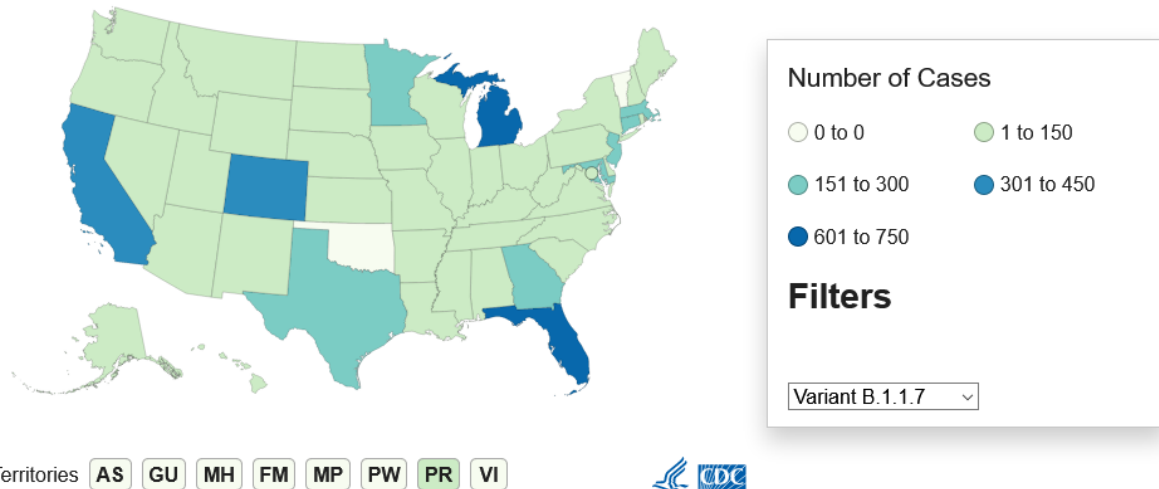 Number of Cases
0 to 0
1 to 150
151 to 300
301 to 450
601 to 750
Filters
Variant B.1.1.7
Territories AS GU MH FM MP PW PR VI
CDC